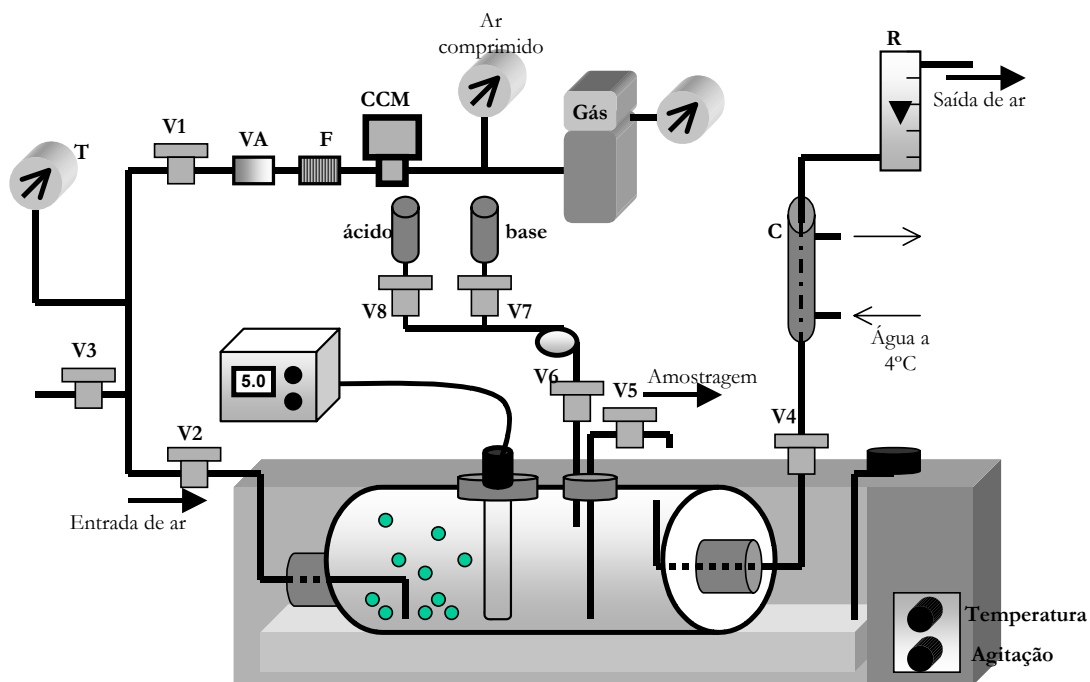 Ar
comprimido
R
CCM
Gás
Saída de ar
V1
VA
F
T
ácido
base
C
V8
V7
Água a
4ºC
V3
5.0
V6
V5
Amostragem
V4
V2
Entrada de ar
Temperatura
Agitação